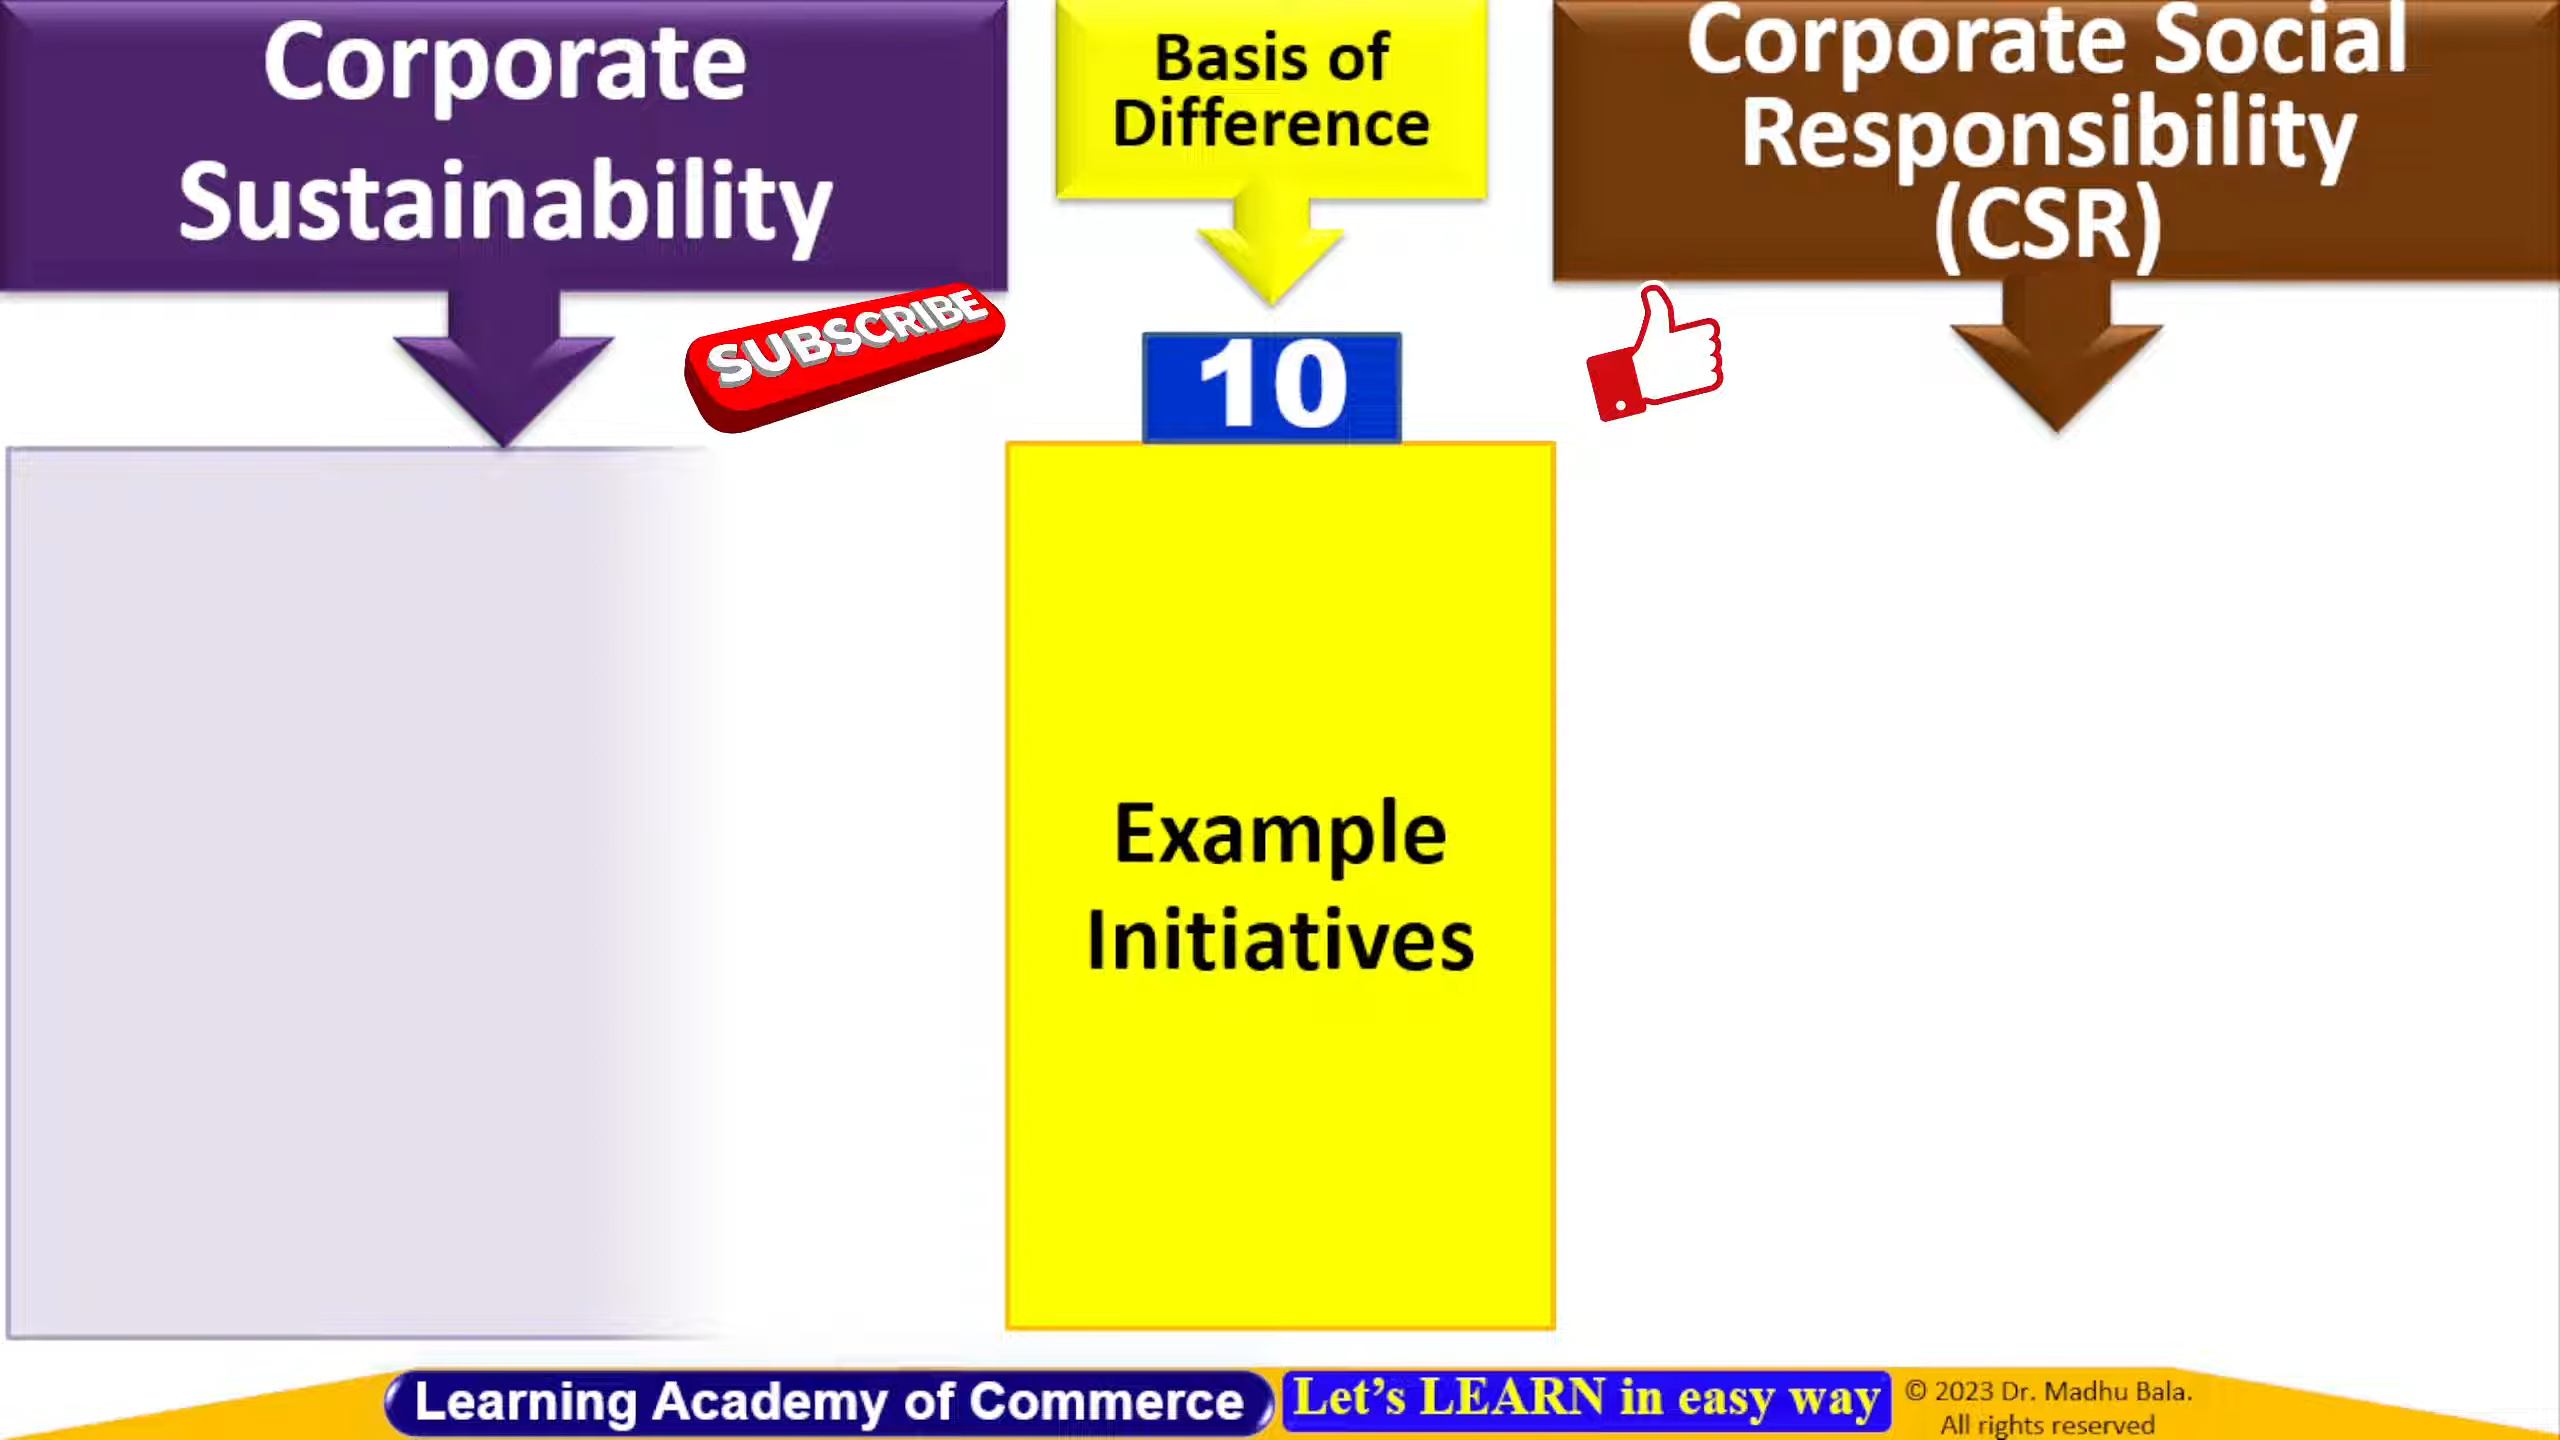 Corporate
Sustainability
Basis of
Difference
Corporate Social
Responsibility
(CSR)
SUBSCRIBE
10
Example
Initiatives
Learning Academy of Commerce
Let’s LEARN in easy way
© 2023 Dr. Madhu Bala.
All rights reserved